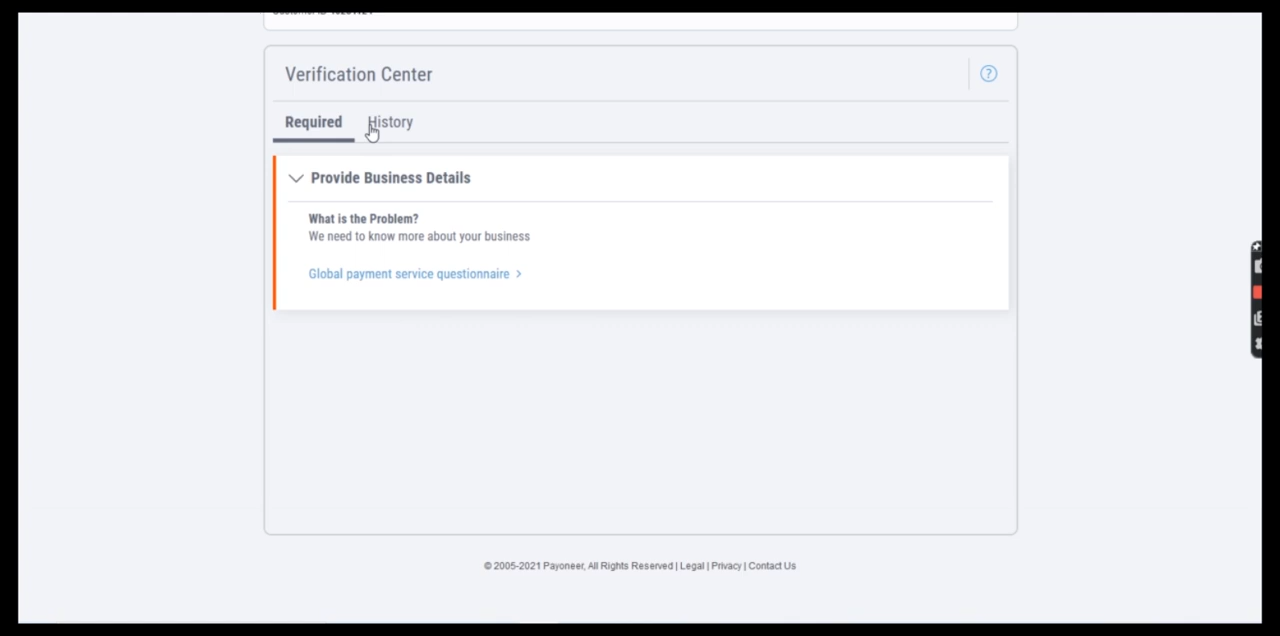 Verification Center
?
Required
History
Provide Business Details
What is the Problem?
We need to know more about your business
Global payment service questionnaire >
© 2005-2021 Payoneer, All Rights Reserved | Legal | Privacy | Contact Us